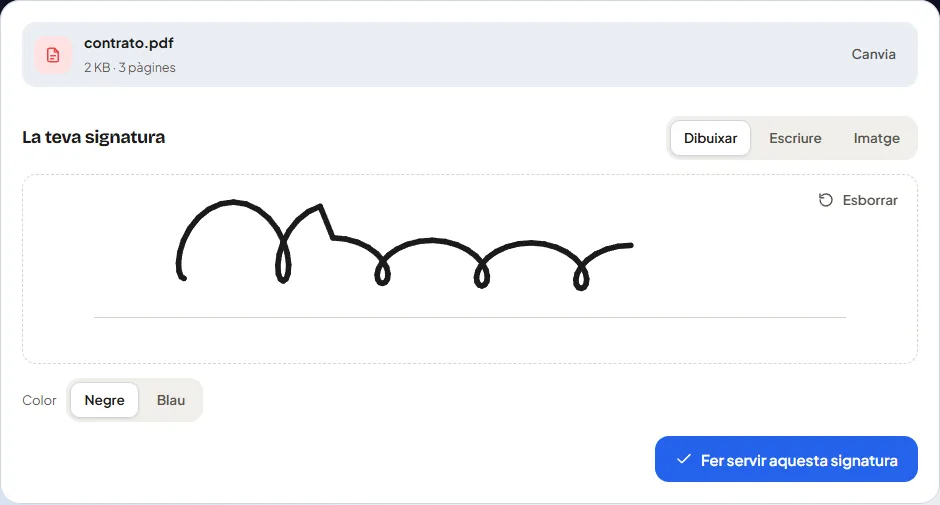 contrato.pdf
2 KB · 3 pàgines
Canvia
La teva signatura
Dibuixar
Escriure
Imatge
Esborrar
Color
Negre
Blau
Fer servir aquesta signatura